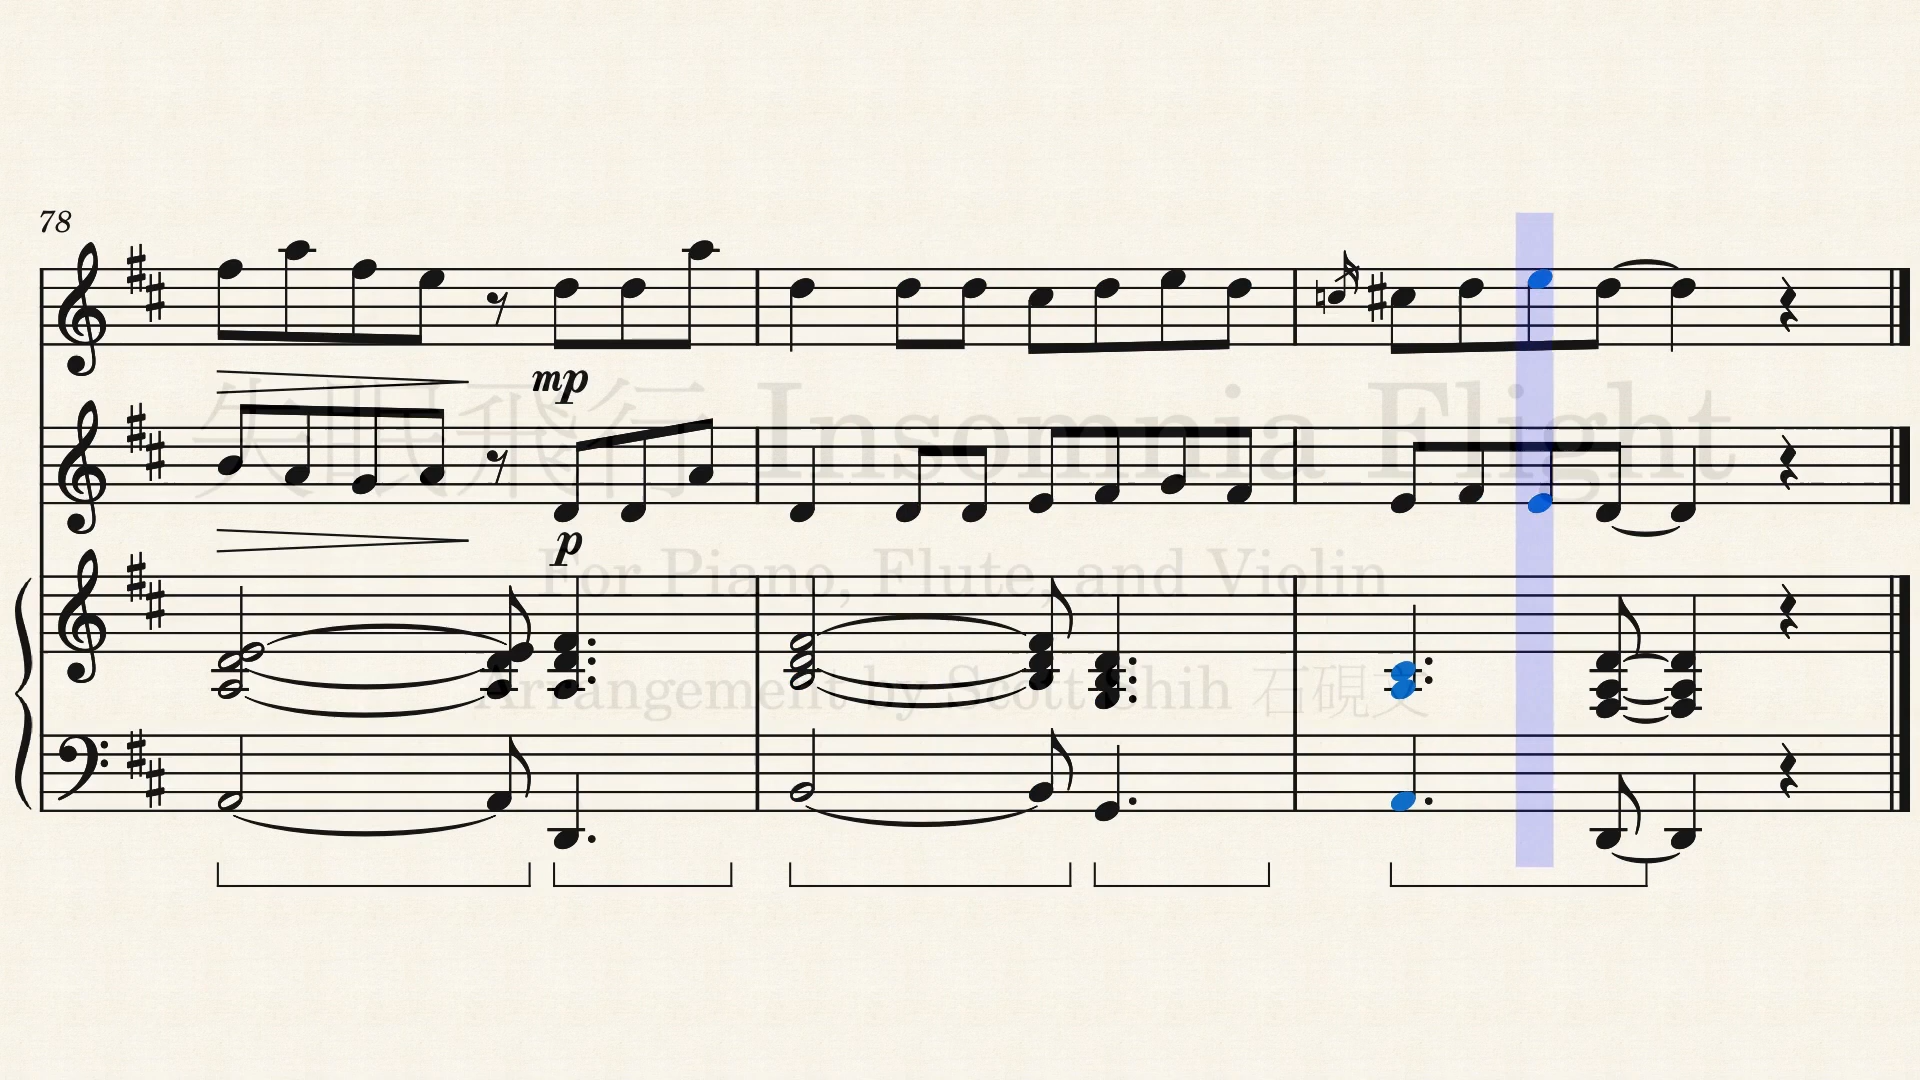 78
mp
失眠飛行 Insomnia Flight
p
For Piano, Flute, and Violin
Arrangement by Scott Shih 石硯文